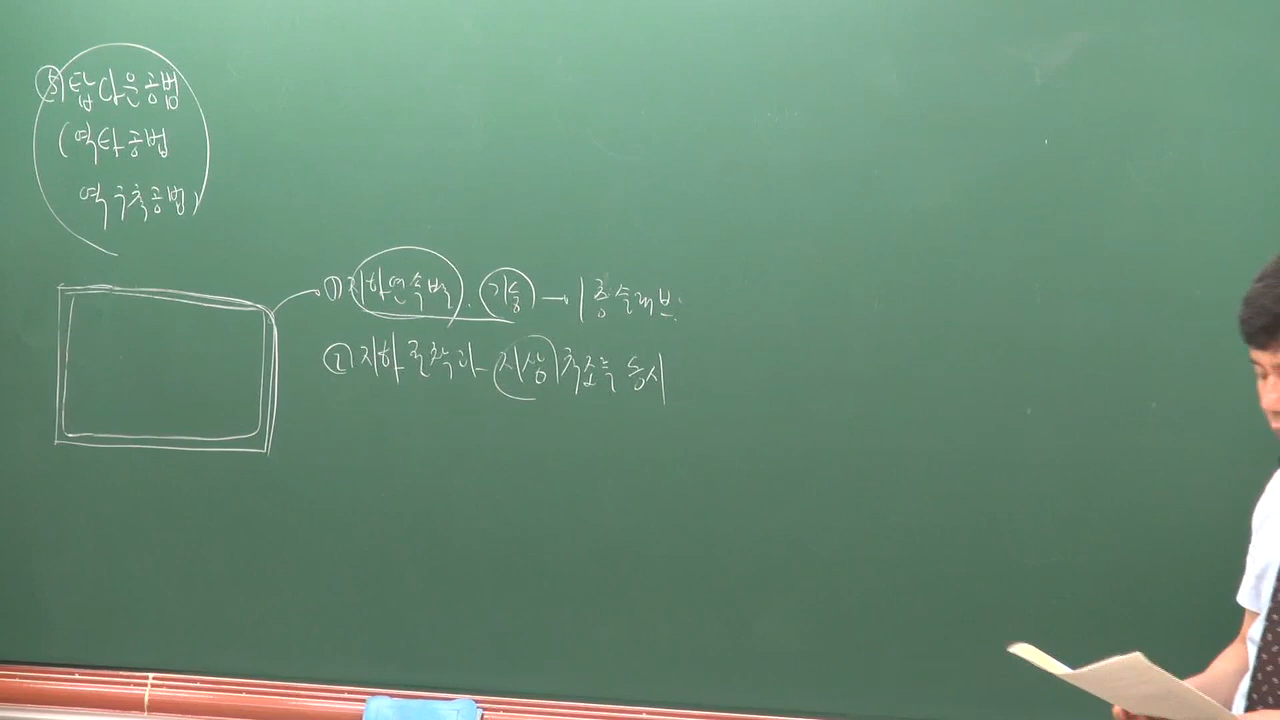 ③ 탑다운공법
(역타공법
역구축공법)
① 지하연속벽, 기둥 → 1층슬래브.
② 지하굴착과 지상구조물 동시